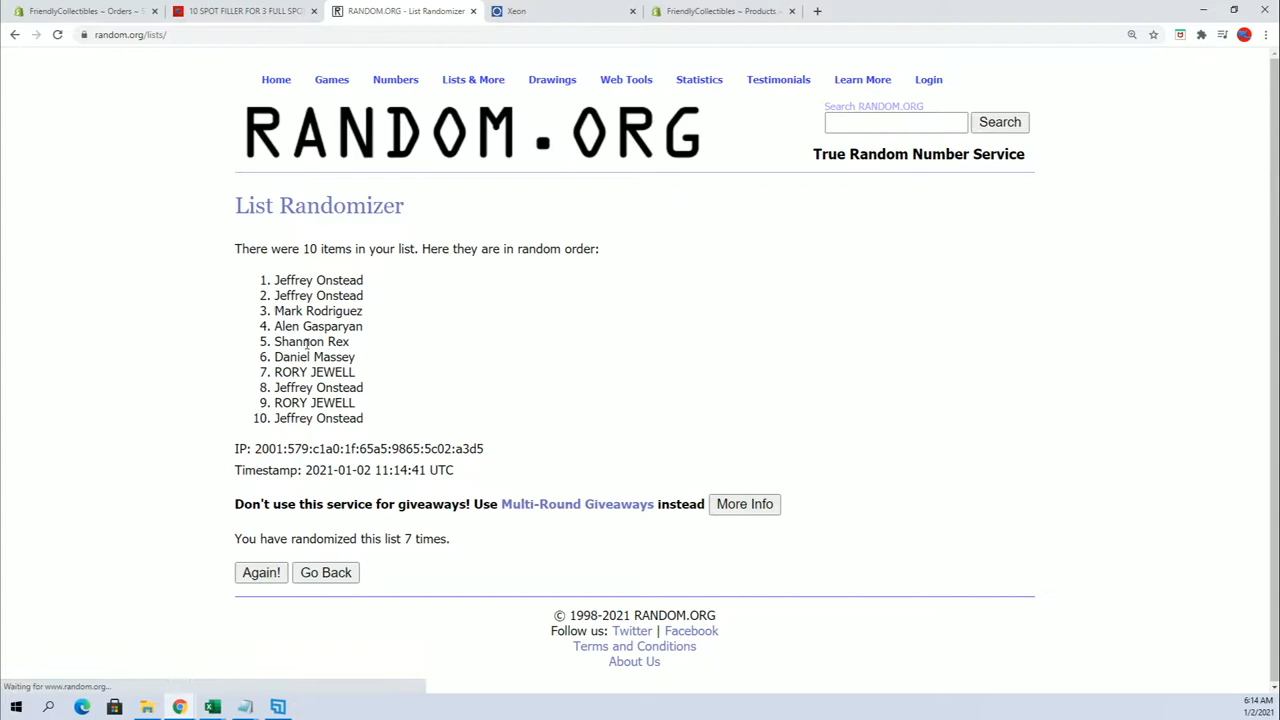 FriendlyCollectibles ~ Orders ~ S
10 SPOT FILLER FOR 3 FULL SPO
RANDOM.ORG - List Randomizer
Xeon
FriendlyCollectibles ~ Products
random.org/lists/
Home Games Numbers Lists & More Drawings Web Tools Statistics Testimonials Learn More Login
RANDOM.ORG
Search RANDOM.ORG
Search
True Random Number Service
List Randomizer
There were 10 items in your list. Here they are in random order:
1. Jeffrey Onstead
2. Jeffrey Onstead
3. Mark Rodriguez
4. Alen Gasparyan
5. Shannon Rex
6. Daniel Massey
7. RORY JEWELL
8. Jeffrey Onstead
9. RORY JEWELL
10. Jeffrey Onstead
IP: 2001:579:c1a0:1f:65a5:9865:5c02:a3d5
Timestamp: 2021-01-02 11:14:41 UTC
Don't use this service for giveaways! Use Multi-Round Giveaways instead More Info
You have randomized this list 7 times.
Again! Go Back
© 1998-2021 RANDOM.ORG
Follow us: Twitter | Facebook
Terms and Conditions
About Us
Waiting for www.random.org...
6:14 AM
1/2/2021